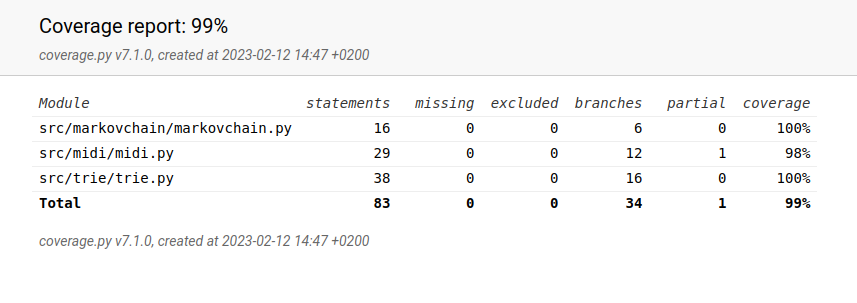 Coverage report: 99%
coverage.py v7.1.0, created at 2023-02-12 14:47 +0200
Module statements missing excluded branches partial coverage
src/markovchain/markovchain.py 16 0 0 6 0 100%
src/midi/midi.py 29 0 0 12 1 98%
src/trie/trie.py 38 0 0 16 0 100%
Total 83 0 0 34 1 99%
coverage.py v7.1.0, created at 2023-02-12 14:47 +0200